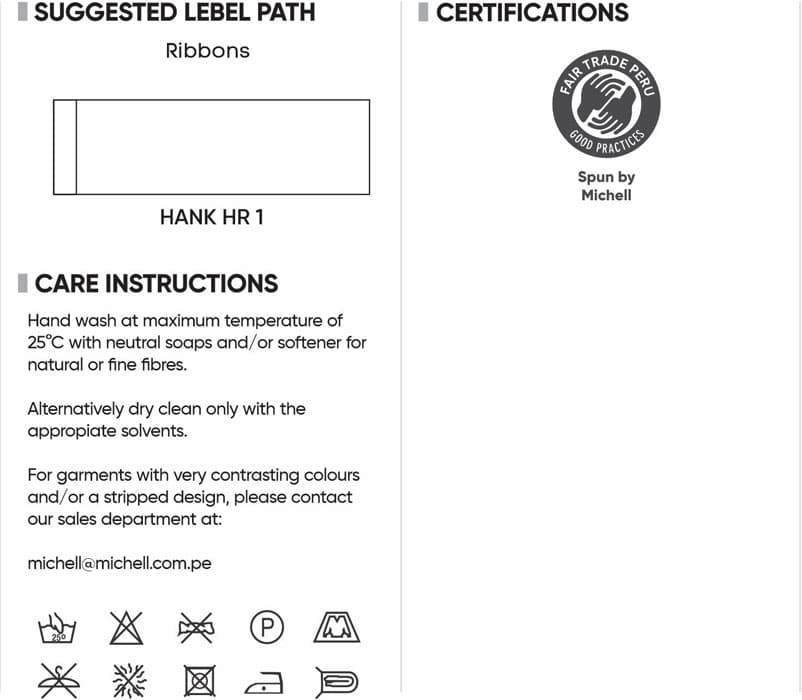 SUGGESTED LEBEL PATH
Ribbons
HANK HR 1
CARE INSTRUCTIONS
Hand wash at maximum temperature of
25°C with neutral soaps and/or softener for
natural or fine fibres.
Alternatively dry clean only with the
appropiate solvents.
For garments with very contrasting colours
and/or a stripped design, please contact
our sales department at:
michell@michell.com.pe
25°
P
CERTIFICATIONS
FAIR TRADE PERU
GOOD PRACTICES
Spun by
Michell